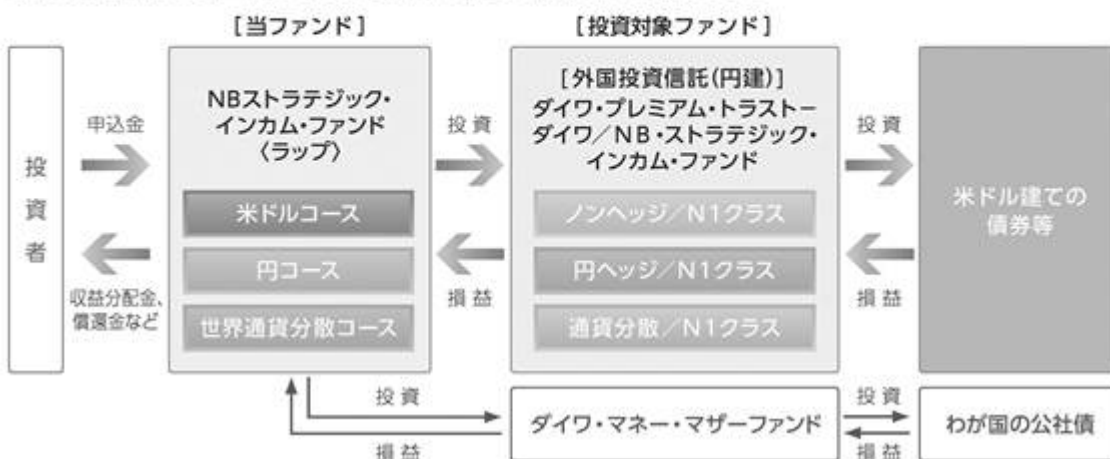 [当ファンド]
[投資対象ファンド]
投資者
申込金
収益分配金、
償還金など
NBストラテジック・
インカム・ファンド
〈ラップ〉
米ドルコース
円コース
世界通貨分散コース
投資
損益
[外国投資信託(円建)]
ダイワ・プレミアム・トラスト－
ダイワ／NB・ストラテジック・
インカム・ファンド
ノンヘッジ／N1クラス
円ヘッジ／N1クラス
通貨分散／N1クラス
投資
損益
米ドル建ての
債券等
投資
損益
ダイワ・マネー・マザーファンド
投資
損益
わが国の公社債